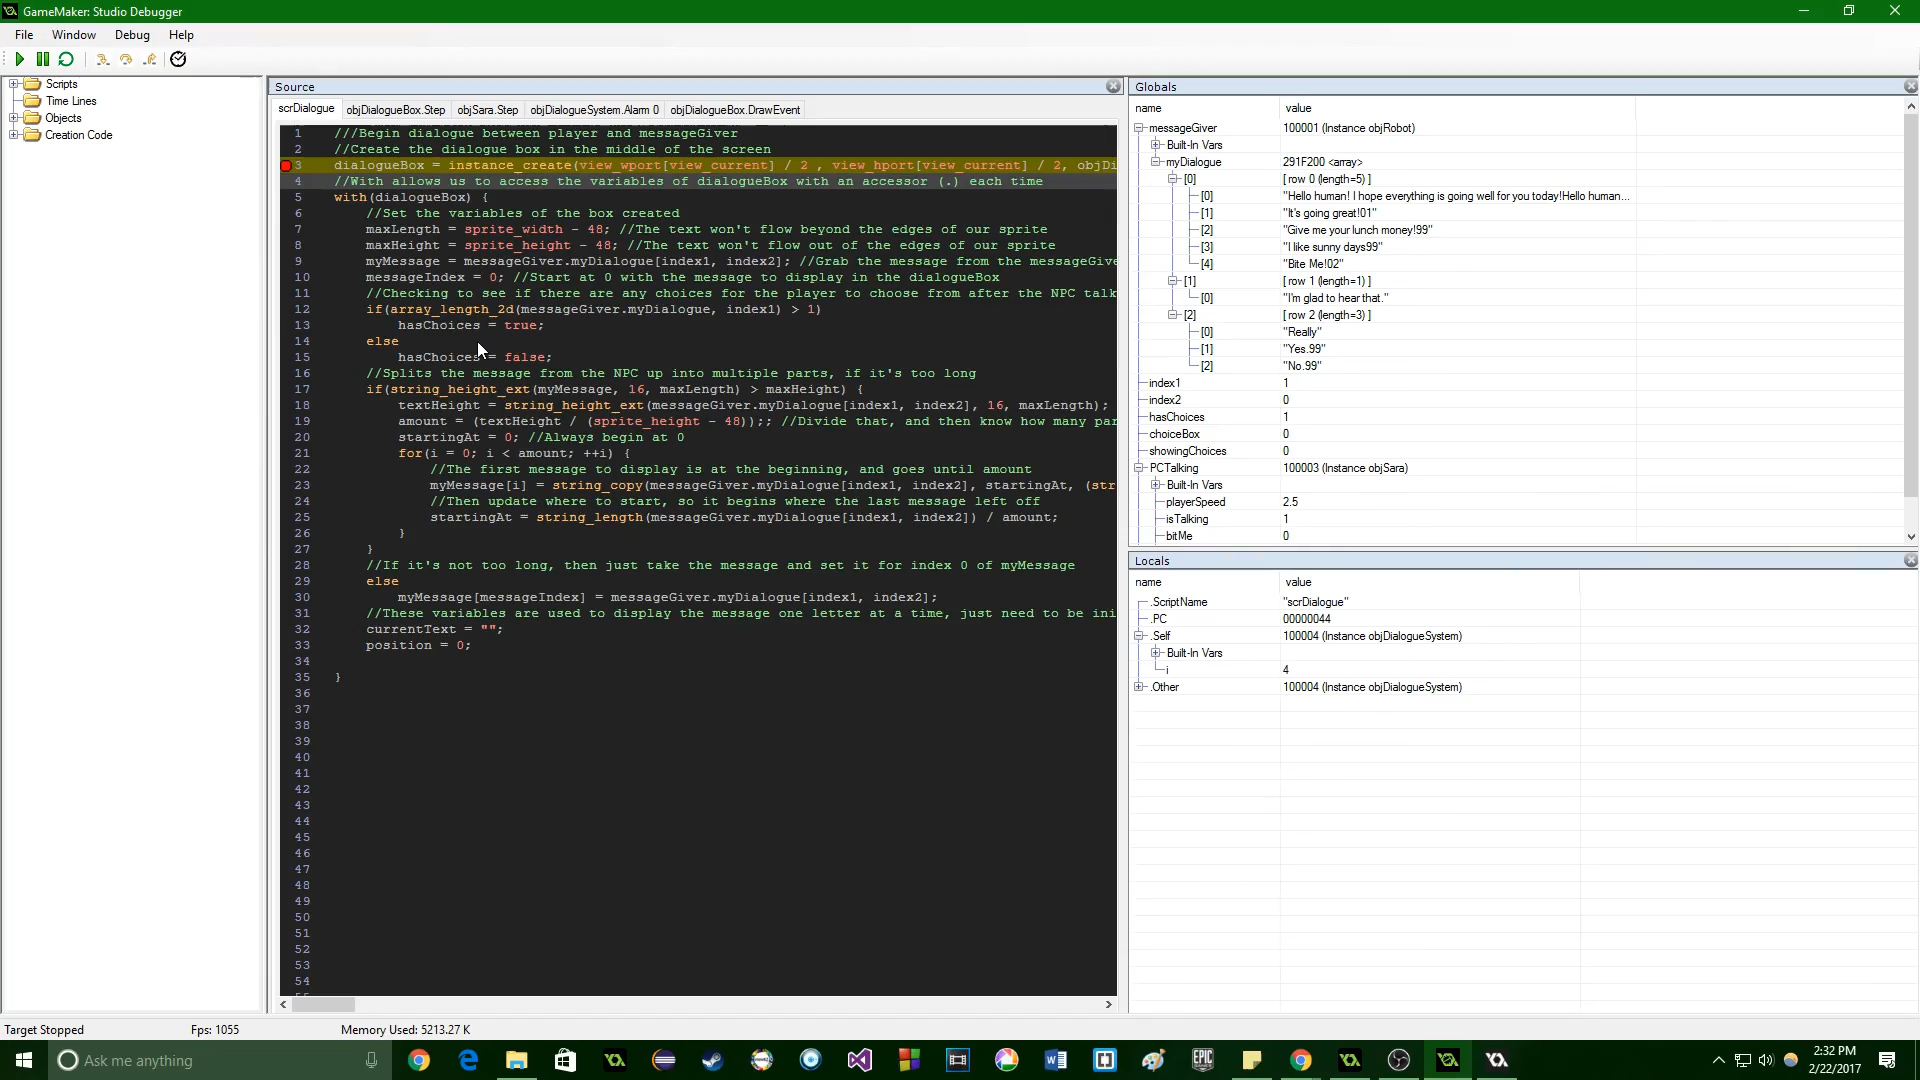 GameMaker: Studio Debugger
File Window Debug Help
Scripts
Time Lines
Objects
Creation Code
Source
scrDialogue objDialogueBox.Step objSara.Step objDialogueSystem.Alarm 0 objDialogueBox.DrawEvent
1 ///Begin dialogue between player and messageGiver
2 //Create the dialogue box in the middle of the screen
3 dialogueBox = instance_create(view_wport[view_current] / 2 , view_hport[view_current] / 2, objDi
4 //With allows us to access the variables of dialogueBox with an accessor (.) each time
5 with(dialogueBox) {
6 //Set the variables of the box created
7 maxLength = sprite_width - 48; //The text won't flow beyond the edges of our sprite
8 maxHeight = sprite_height - 48; //The text won't flow out of the edges of our sprite
9 myMessage = messageGiver.myDialogue[index1, index2]; //Grab the message from the messageGive
10 messageIndex = 0; //Start at 0 with the message to display in the dialogueBox
11 //Checking to see if there are any choices for the player to choose from after the NPC talk
12 if(array_length_2d(messageGiver.myDialogue, index1) > 1)
13 hasChoices = true;
14 else
15 hasChoices = false;
16 //Splits the message from the NPC up into multiple parts, if it's too long
17 if(string_height_ext(myMessage, 16, maxLength) > maxHeight) {
18 textHeight = string_height_ext(messageGiver.myDialogue[index1, index2], 16, maxLength);
19 amount = (textHeight / (sprite_height - 48));; //Divide that, and then know how many par
20 startingAt = 0; //Always begin at 0
21 for(i = 0; i < amount; ++i) {
22 //The first message to display is at the beginning, and goes until amount
23 myMessage[i] = string_copy(messageGiver.myDialogue[index1, index2], startingAt, (str
24 //Then update where to start, so it begins where the last message left off
25 startingAt = string_length(messageGiver.myDialogue[index1, index2]) / amount;
26 }
27 }
28 //If it's not too long, then just take the message and set it for index 0 of myMessage
29 else
30 myMessage[messageIndex] = messageGiver.myDialogue[index1, index2];
31 //These variables are used to display the message one letter at a time, just need to be ini
32 currentText = "";
33 position = 0;
34
35 }
36
37
38
39
40
41
42
43
44
45
46
47
48
49
50
51
52
53
54
Globals
name value
messageGiver 100001 (Instance objRobot)
Built-In Vars
myDialogue 291F200 <array>
[0] [ row 0 (length=5) ]
[0] "Hello human! I hope everything is going well for you today!Hello human...
[1] "It's going great!01"
[2] "Give me your lunch money!99"
[3] "I like sunny days99"
[4] "Bite Me!02"
[1] [ row 1 (length=1) ]
[0] "I'm glad to hear that."
[2] [ row 2 (length=3) ]
[0] "Really"
[1] "Yes.99"
[2] "No.99"
index1 1
index2 0
hasChoices 1
choiceBox 0
showingChoices 0
PCTalking 100003 (Instance objSara)
Built-In Vars
playerSpeed 2.5
isTalking 1
bitMe 0
Locals
name value
.ScriptName "scrDialogue"
.PC 00000044
.Self 100004 (Instance objDialogueSystem)
Built-In Vars
i 4
.Other 100004 (Instance objDialogueSystem)
Target Stopped Fps: 1055 Memory Used: 5213.27 K
Ask me anything
EPIC GAMES
2:32 PM
2/22/2017